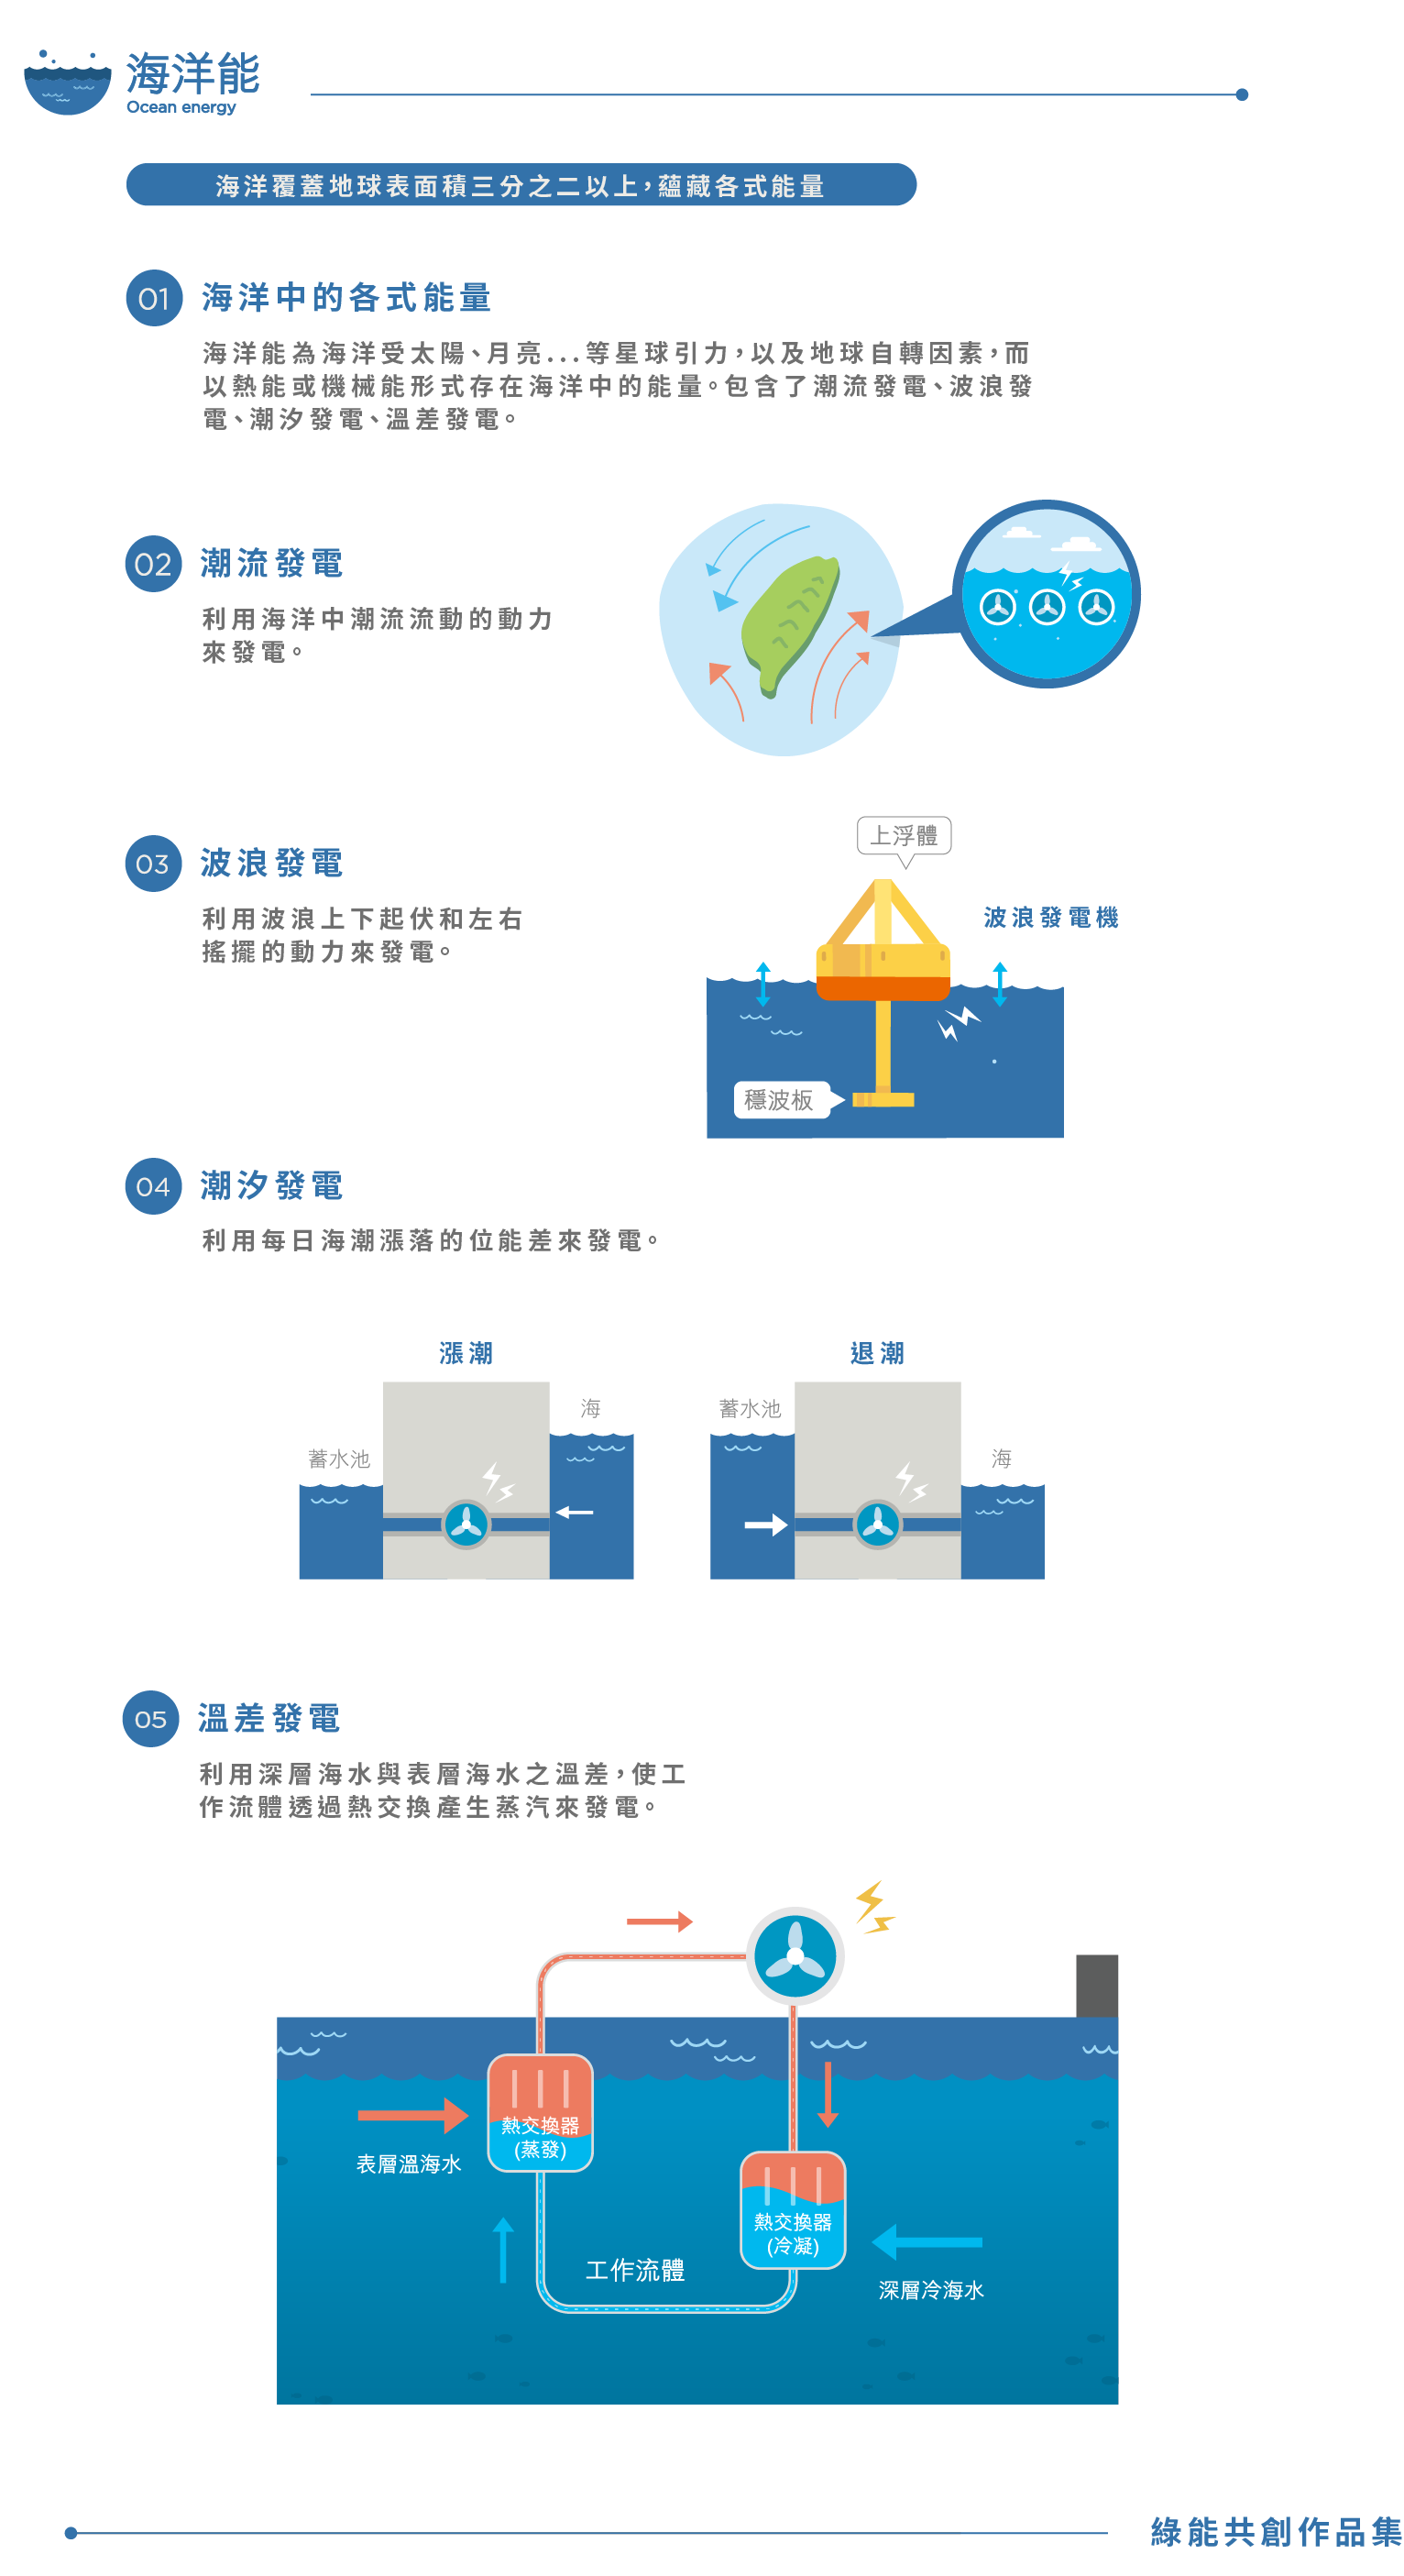 海洋能
Ocean energy
海洋覆蓋地球表面積三分之二以上，蘊藏各式能量
01 海洋中的各式能量
海洋能為海洋受太陽、月亮...等星球引力，以及地球自轉因素，而
以熱能或機械能形式存在海洋中的能量。包含了潮流發電、波浪發
電、潮汐發電、溫差發電。
02 潮流發電
利用海洋中潮流流動的動力
來發電。
03 波浪發電
利用波浪上下起伏和左右
搖擺的動力來發電。
上浮體
波浪發電機
穩波板
04 潮汐發電
利用每日海潮漲落的位能差來發電。
漲潮
蓄水池
海
退潮
蓄水池
海
05 溫差發電
利用深層海水與表層海水之溫差，使工
作流體透過熱交換產生蒸汽來發電。
熱交換器
(蒸發)
表層溫海水
熱交換器
(冷凝)
工作流體
深層冷海水
綠能共創作品集